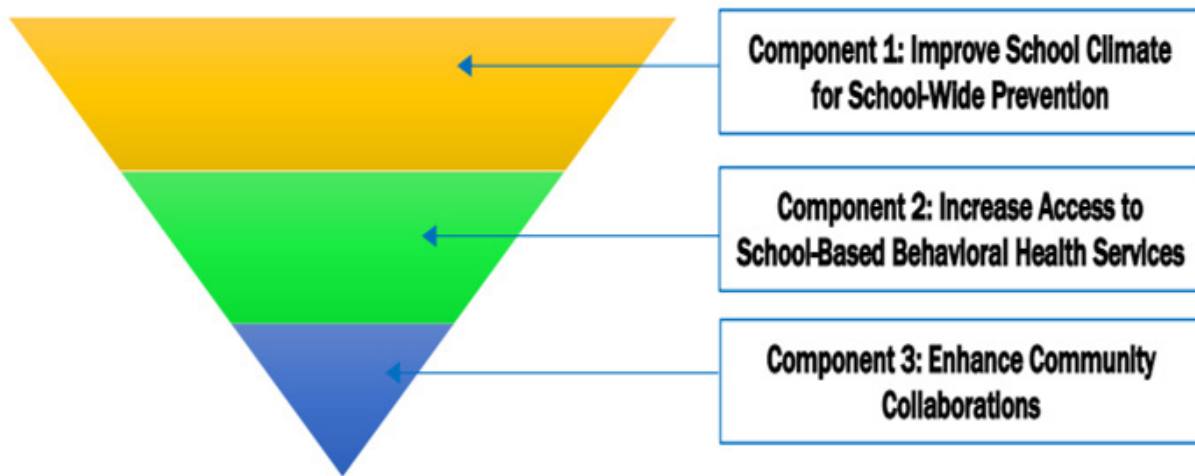 Component 1: Improve School Climate
for School-Wide Prevention
Component 2: Increase Access to
School-Based Behavioral Health Services
Component 3: Enhance Community
Collaborations